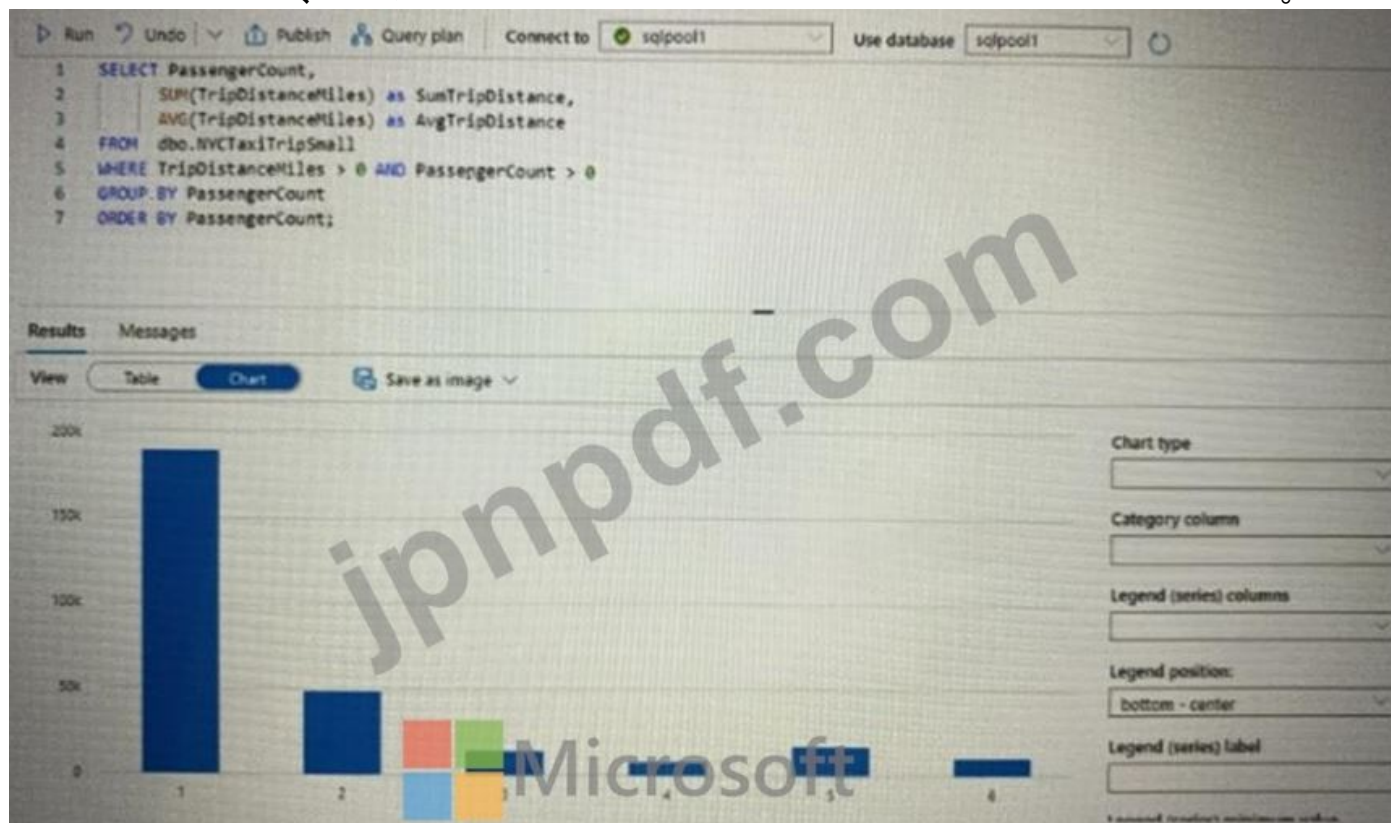 Run Undo Publish Query plan Connect to sqlpool1 Use database sqlpool1
1 SELECT PassengerCount,
2 SUM(TripDistanceMiles) as SumTripDistance,
3 AVG(TripDistanceMiles) as AvgTripDistance
4 FROM dbo.NYCTaxiTripSmall
5 WHERE TripDistanceMiles > 0 AND PassengerCount > 0
6 GROUP BY PassengerCount
7 ORDER BY PassengerCount;
Results Messages
View Table Chart Save as image
200k
Chart type
150k
Category column
100k
Legend (series) columns
50k
Legend position:
bottom - center
Legend (series) label
0
1 2 3 4 5 6
jpnpdf.com
Microsoft